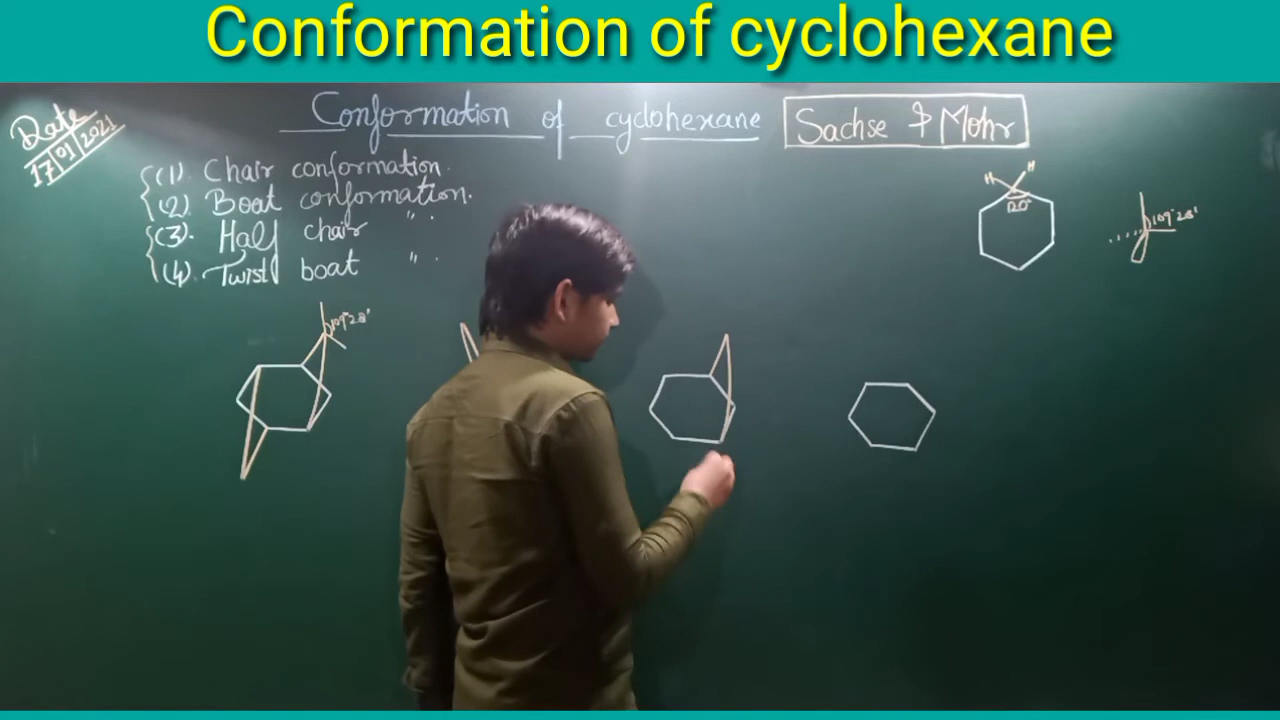 Conformation of cyclohexane
Conformation of cyclohexane Sachse & Mohr
Date
17/01/2021
(1). Chair conformation.
(2). Boat conformation.
(3). Half chair " .
(4). Twist boat " .
H H
120°
109°28'
109°28'